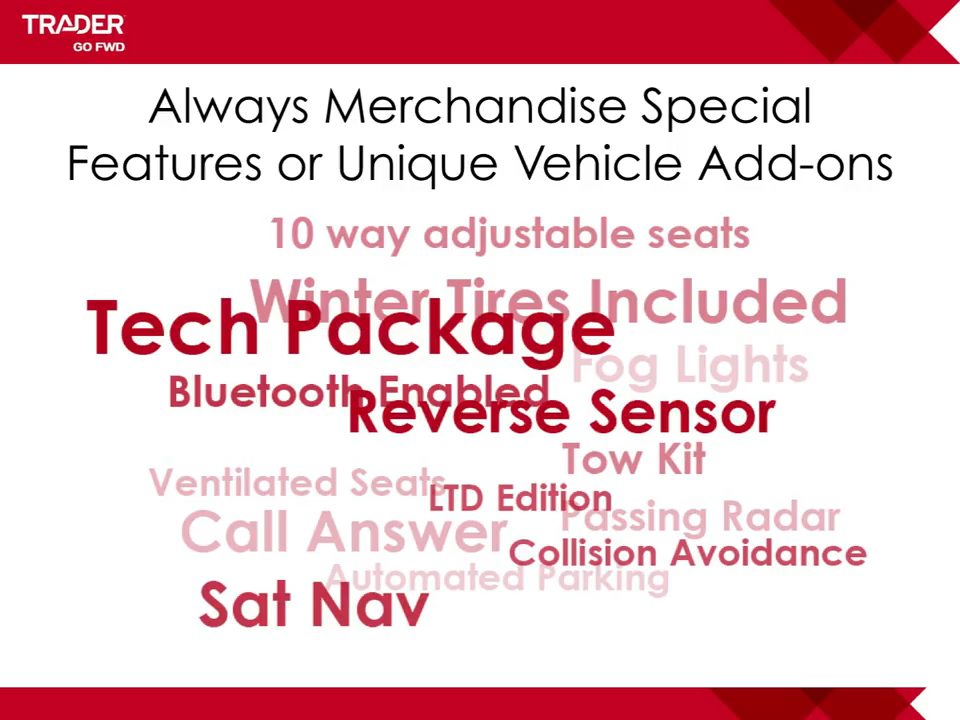 TRADER
GO FWD
Always Merchandise Special
Features or Unique Vehicle Add-ons
10 way adjustable seats
Winter Tires Included
Tech Package
Fog Lights
Bluetooth Enabled
Reverse Sensor
Tow Kit
Ventilated Seats
LTD Edition
Passing Radar
Call Answer
Collision Avoidance
Automated Parking
Sat Nav